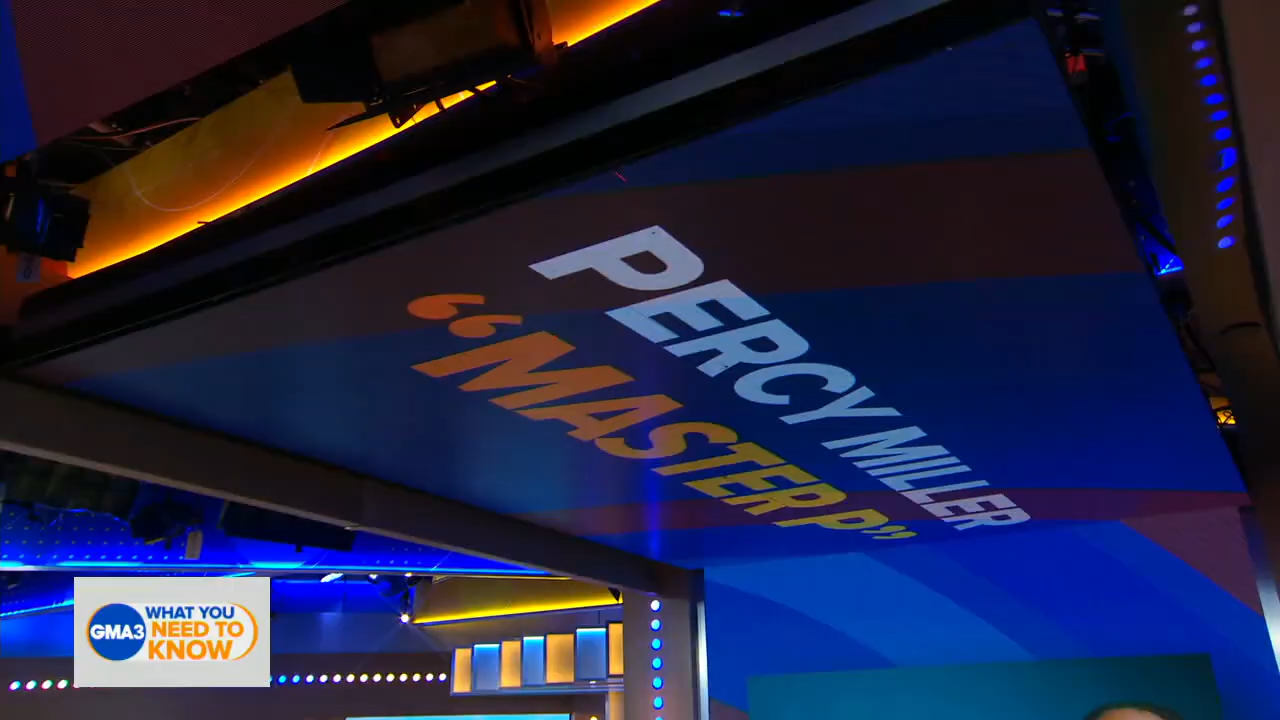 PERCY MILLER
“MASTER P”
GMA3
WHAT YOU
NEED TO
KNOW